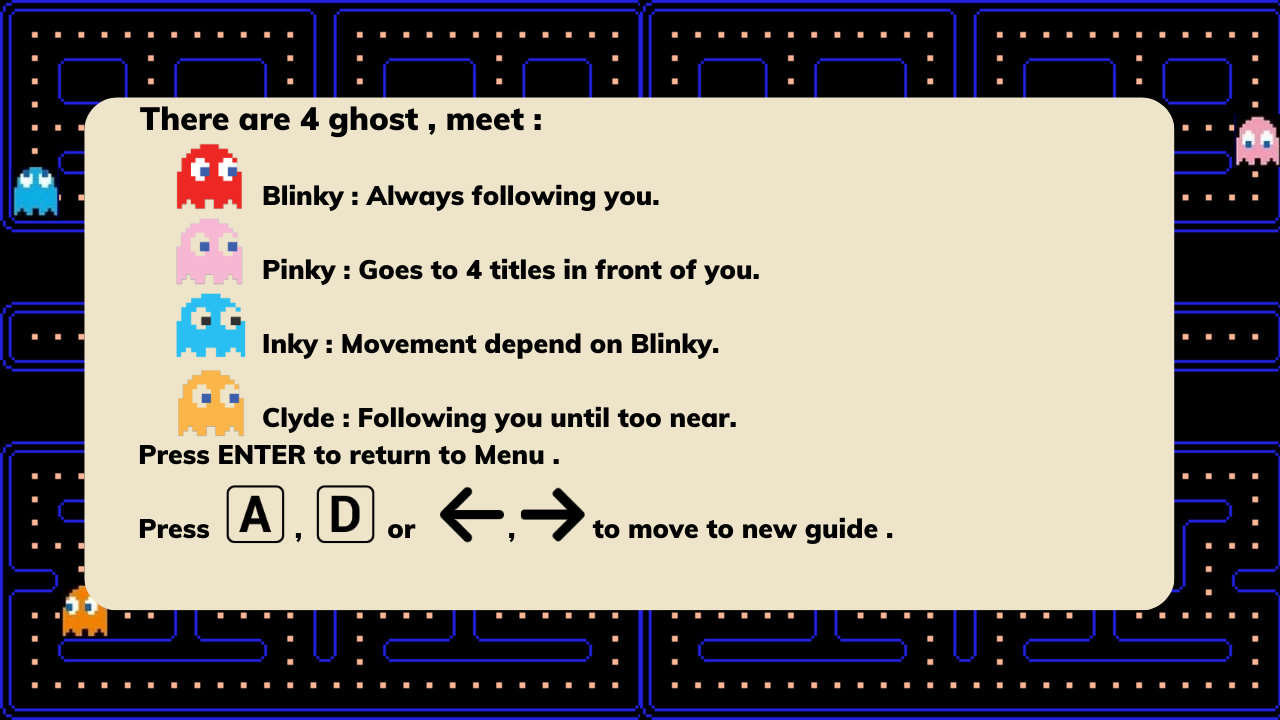 There are 4 ghost , meet :
Blinky : Always following you.
Pinky : Goes to 4 titles in front of you.
Inky : Movement depend on Blinky.
Clyde : Following you until too near.
Press ENTER to return to Menu .
Press A , D or ← , → to move to new guide .